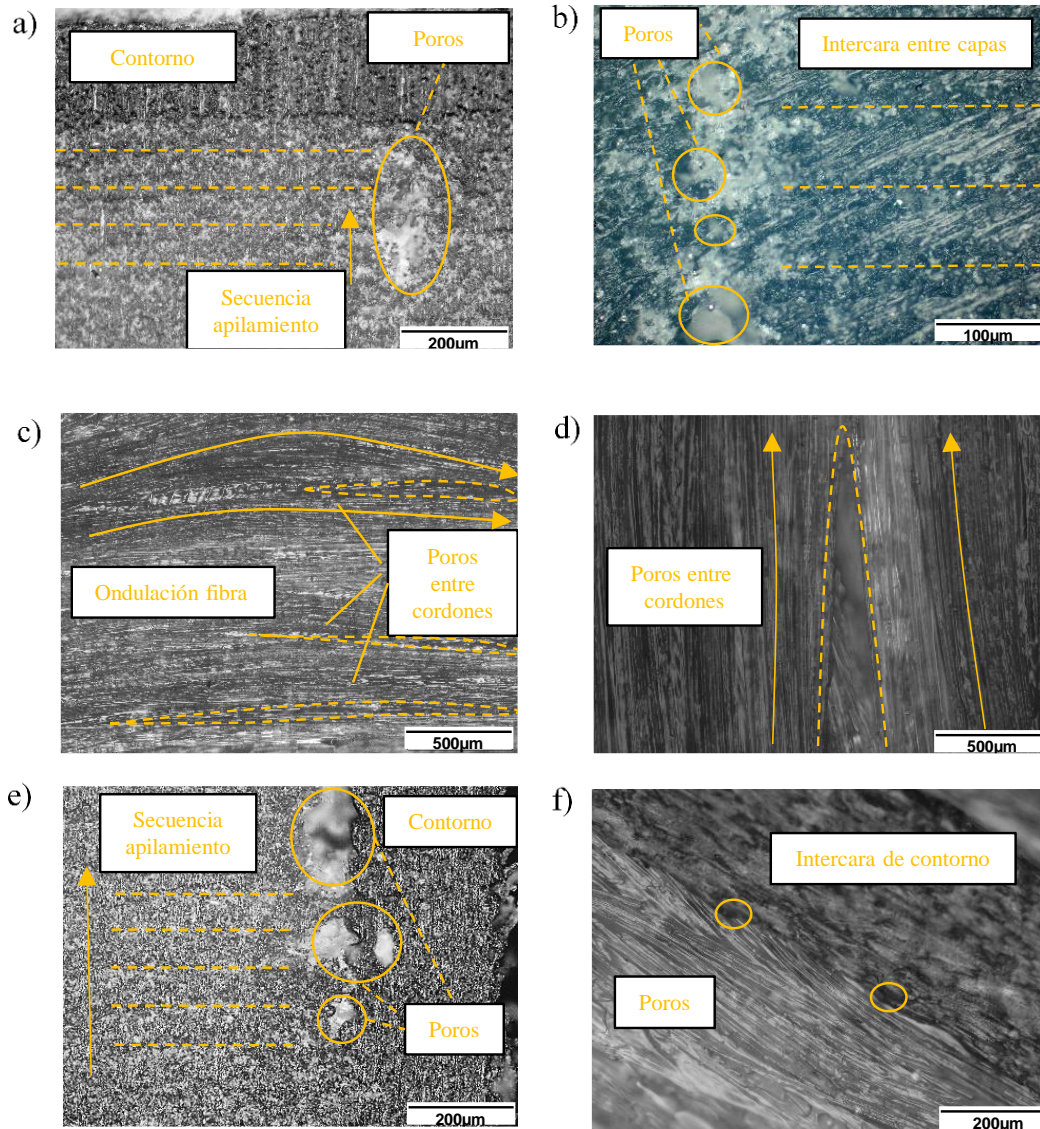 a)
Contorno
Poros
Secuencia
apilamiento
200µm
b)
Poros
Intercara entre capas
100µm
c)
Ondulación fibra
Poros
entre
cordones
500µm
d)
Poros entre
cordones
500µm
e)
Secuencia
apilamiento
Contorno
Poros
200µm
f)
Intercara de contorno
Poros
200µm